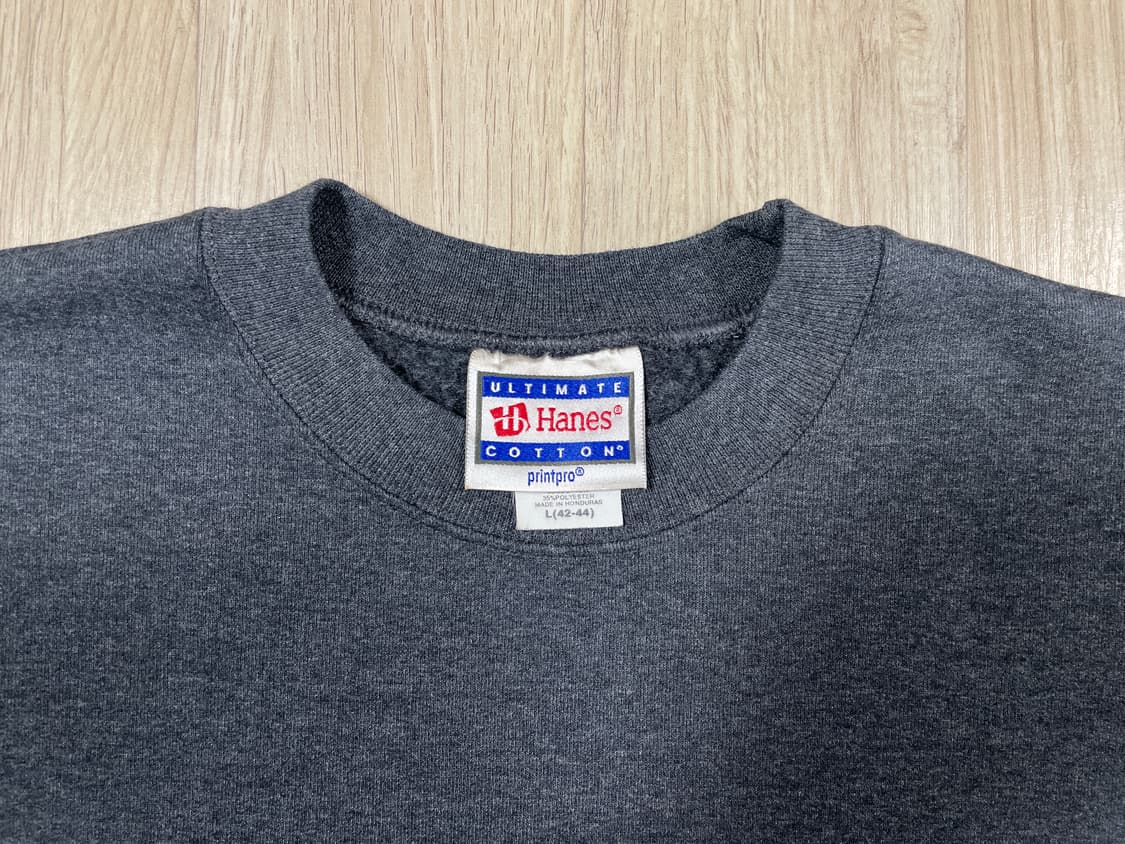 ULTIMATE
Hanes®
COTTON®
printpro®
35%POLYESTER
MADE IN HONDURAS
L(42-44)